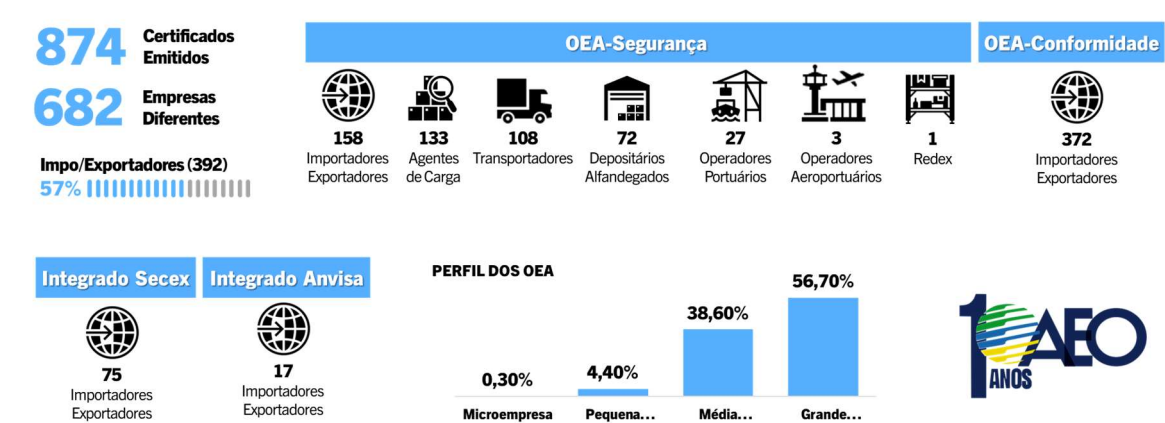 874 Certificados
Emitidos
682 Empresas
Diferentes
Impo/Exportadores (392)
57%
OEA-Segurança
158
Importadores
Exportadores
133
Agentes
de Carga
108
Transportadores
72
Depositários
Alfandegados
27
Operadores
Portuários
3
Operadores
Aeroportuários
1
Redex
OEA-Conformidade
372
Importadores
Exportadores
Integrado Secex
75
Importadores
Exportadores
Integrado Anvisa
17
Importadores
Exportadores
PERFIL DOS OEA
0,30%
4,40%
38,60%
56,70%
Microempresa
Pequena...
Média...
Grande...
10 AEO
ANOS